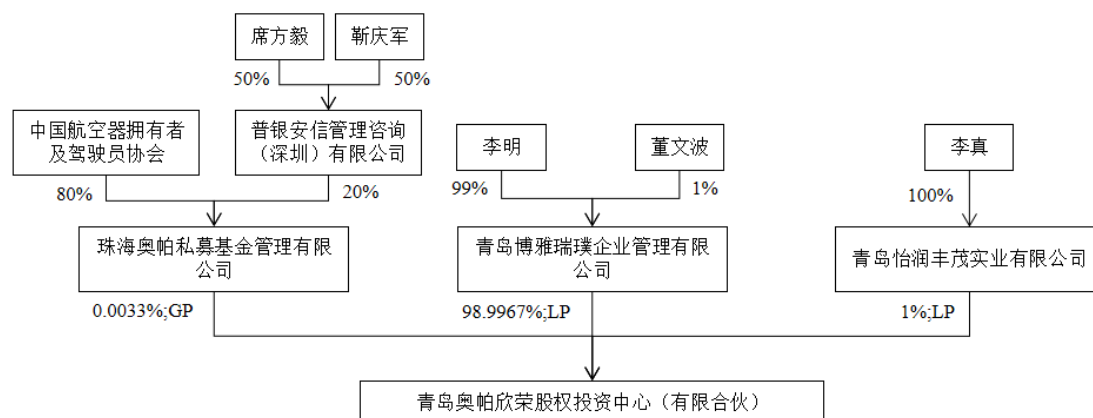 席方毅
靳庆军
50%
50%
中国航空器拥有者
及驾驶员协会
普银安信管理咨询
（深圳）有限公司
李明
董文波
李真
80%
20%
99%
1%
100%
珠海奥帕私募基金管理有限
公司
青岛博雅瑞璞企业管理有限
公司
青岛怡润丰茂实业有限公司
0.0033%;GP
98.9967%;LP
1%;LP
青岛奥帕欣荣股权投资中心（有限合伙）